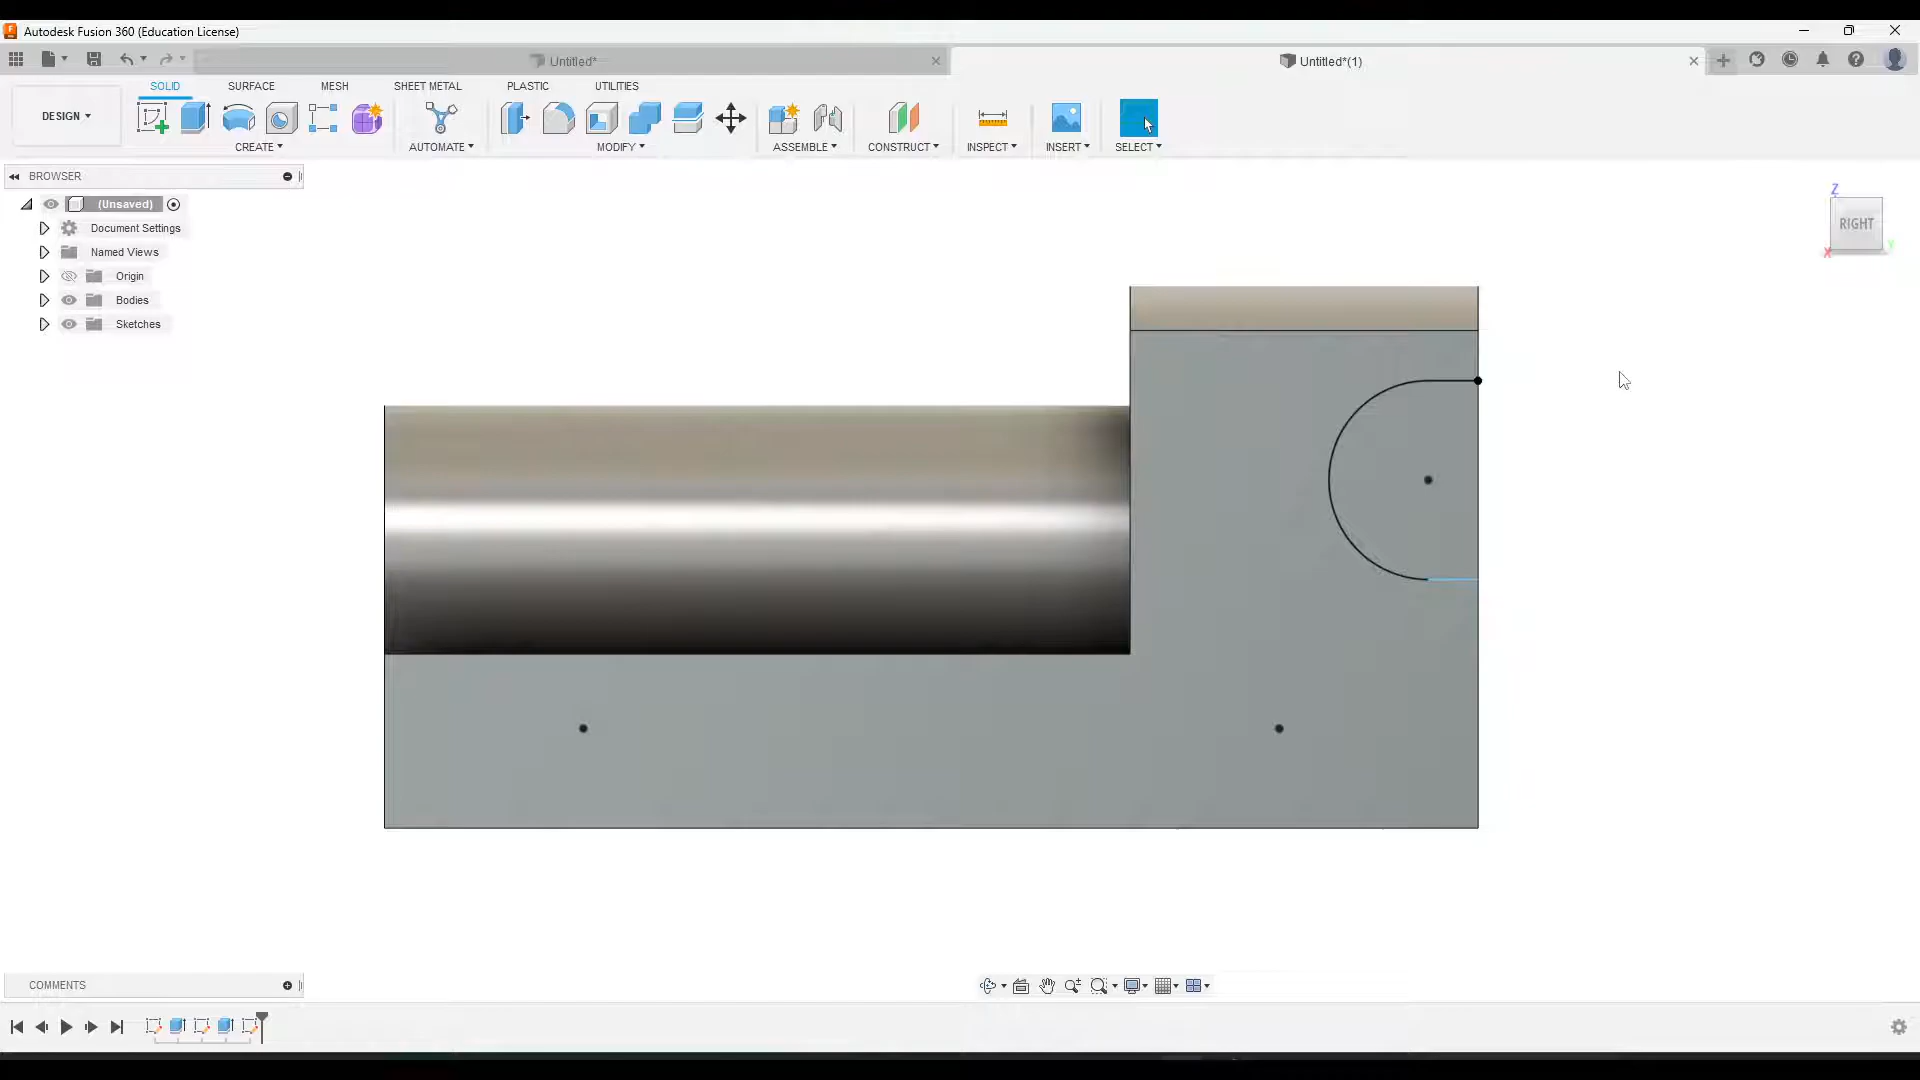 Autodesk Fusion 360 (Education License)
Untitled*
Untitled*(1)
SOLID
SURFACE
MESH
SHEET METAL
PLASTIC
UTILITIES
DESIGN
CREATE
AUTOMATE
MODIFY
ASSEMBLE
CONSTRUCT
INSPECT
INSERT
SELECT
BROWSER
(Unsaved)
Document Settings
Named Views
Origin
Bodies
Sketches
Z
RIGHT
X
Y
COMMENTS